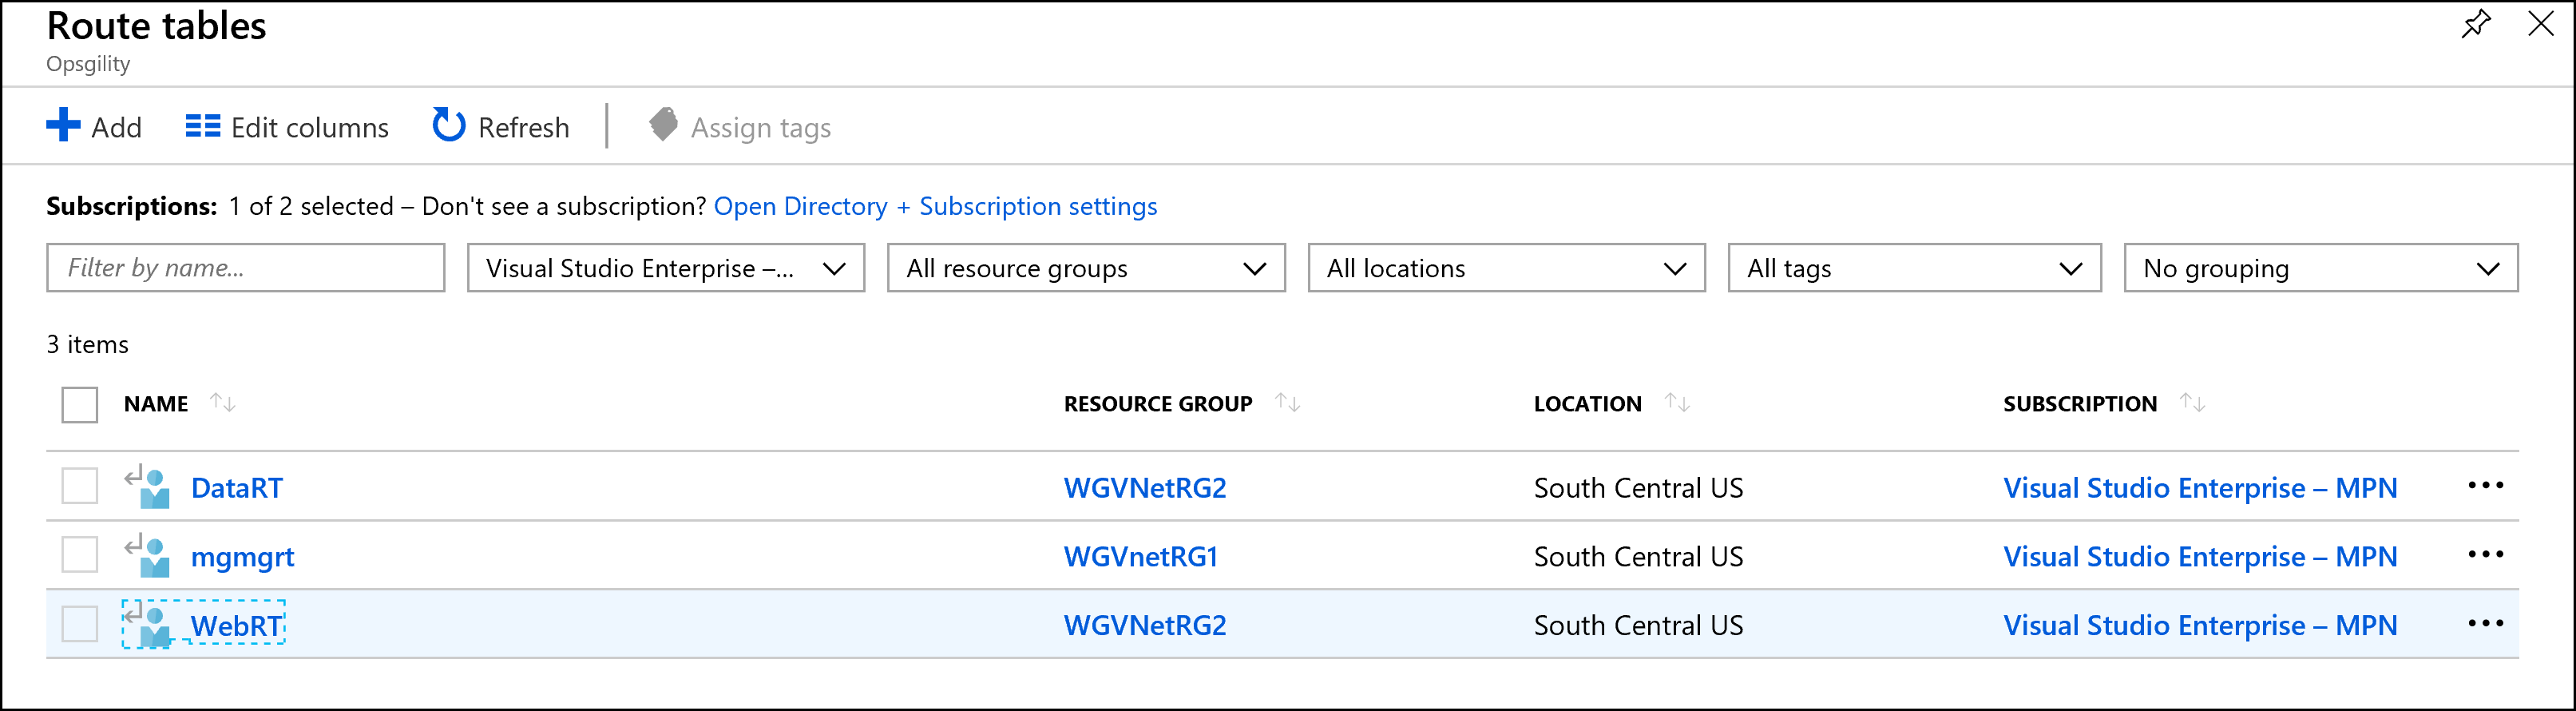 Route tables
Opsgility
Add Edit columns Refresh Assign tags
Subscriptions: 1 of 2 selected – Don't see a subscription? Open Directory + Subscription settings
Filter by name... Visual Studio Enterprise –... All resource groups All locations All tags No grouping
3 items
NAME RESOURCE GROUP LOCATION SUBSCRIPTION
DataRT WGVNetRG2 South Central US Visual Studio Enterprise – MPN
mgmgrt WGVnetRG1 South Central US Visual Studio Enterprise – MPN
WebRT WGVNetRG2 South Central US Visual Studio Enterprise – MPN